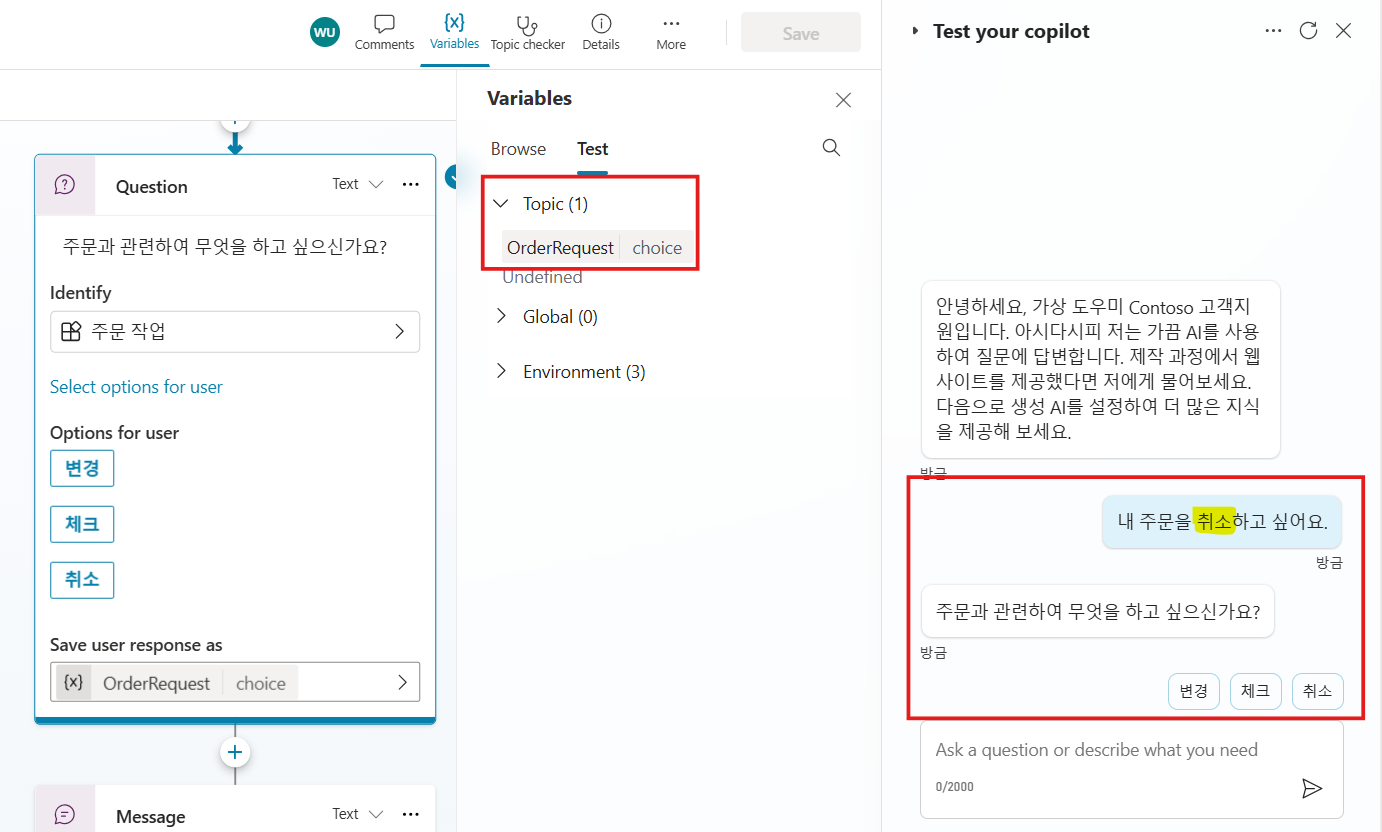 WU
Comments
{x}
Variables
Topic checker
Details
More
Save
Question
Text
주문과 관련하여 무엇을 하고 싶으신가요?
Identify
주문 작업
Select options for user
Options for user
변경
체크
취소
Save user response as
{x} OrderRequest choice
Message
Text
Variables
Browse
Test
Topic (1)
OrderRequest choice
Undefined
Global (0)
Environment (3)
Test your copilot
안녕하세요, 가상 도우미 Contoso 고객지
원입니다. 아시다시피 저는 가끔 AI를 사용
하여 질문에 답변합니다. 제작 과정에서 웹
사이트를 제공했다면 저에게 물어보세요.
다음으로 생성 AI를 설정하여 더 많은 지식
을 제공해 보세요.
방금
내 주문을 취소하고 싶어요.
방금
주문과 관련하여 무엇을 하고 싶으신가요?
방금
변경
체크
취소
Ask a question or describe what you need
0/2000